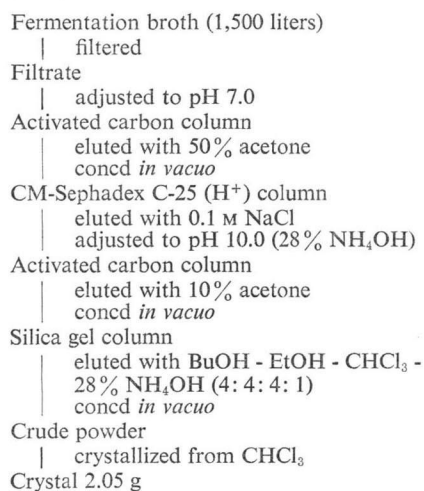 Fermentation broth (1,500 liters)
filtered
Filtrate
adjusted to pH 7.0
Activated carbon column
eluted with 50% acetone
concd in vacuo
CM-Sephadex C-25 (H⁺) column
eluted with 0.1 M NaCl
adjusted to pH 10.0 (28% NH₄OH)
Activated carbon column
eluted with 10% acetone
concd in vacuo
Silica gel column
eluted with BuOH - EtOH - CHCl₃ -
28% NH₄OH (4: 4: 4: 1)
concd in vacuo
Crude powder
crystallized from CHCl₃
Crystal 2.05 g